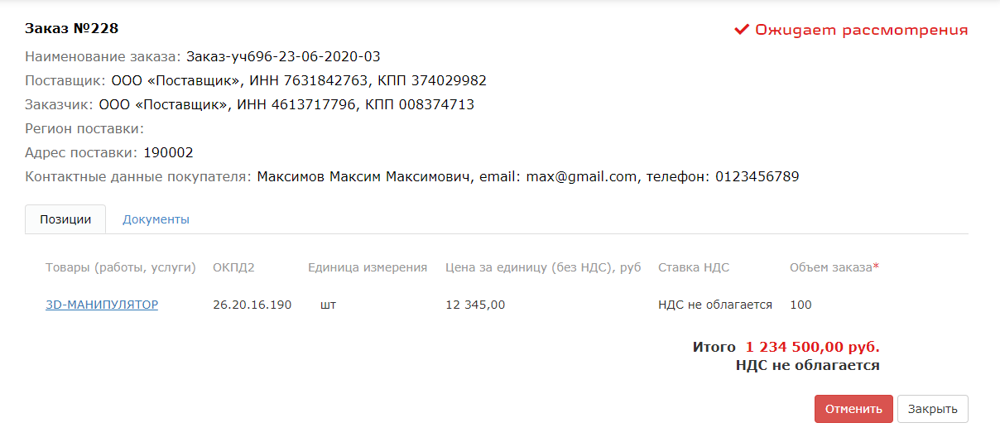 Заказ №228
Ожидает рассмотрения
Наименование заказа: Заказ-уч696-23-06-2020-03
Поставщик: ООО «Поставщик», ИНН 7631842763, КПП 374029982
Заказчик: ООО «Поставщик», ИНН 4613717796, КПП 008374713
Регион поставки:
Адрес поставки: 190002
Контактные данные покупателя: Максимов Максим Максимович, email: max@gmail.com, телефон: 0123456789
Позиции Документы
Товары (работы, услуги) ОКПД2 Единица измерения Цена за единицу (без НДС), руб Ставка НДС Объем заказа*
3D-МАНИПУЛЯТОР 26.20.16.190 шт 12 345,00 НДС не облагается 100
Итого 1 234 500,00 руб.
НДС не облагается
Отменить Закрыть